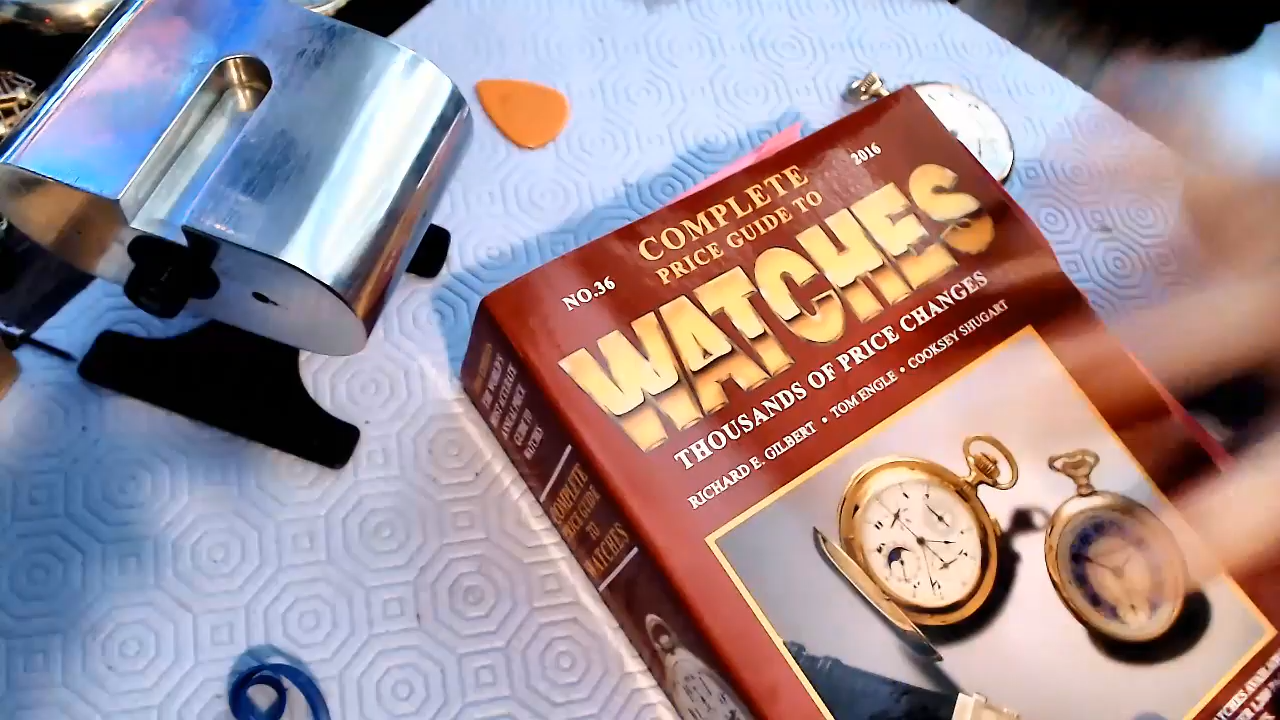 COMPLETE
2016
PRICE GUIDE TO
NO.36
WATCHES
THOUSANDS OF PRICE CHANGES
RICHARD E. GILBERT • TOM ENGLE • COOKSEY SHUGART
COMPLETE
PRICE GUIDE
TO
WATCHES